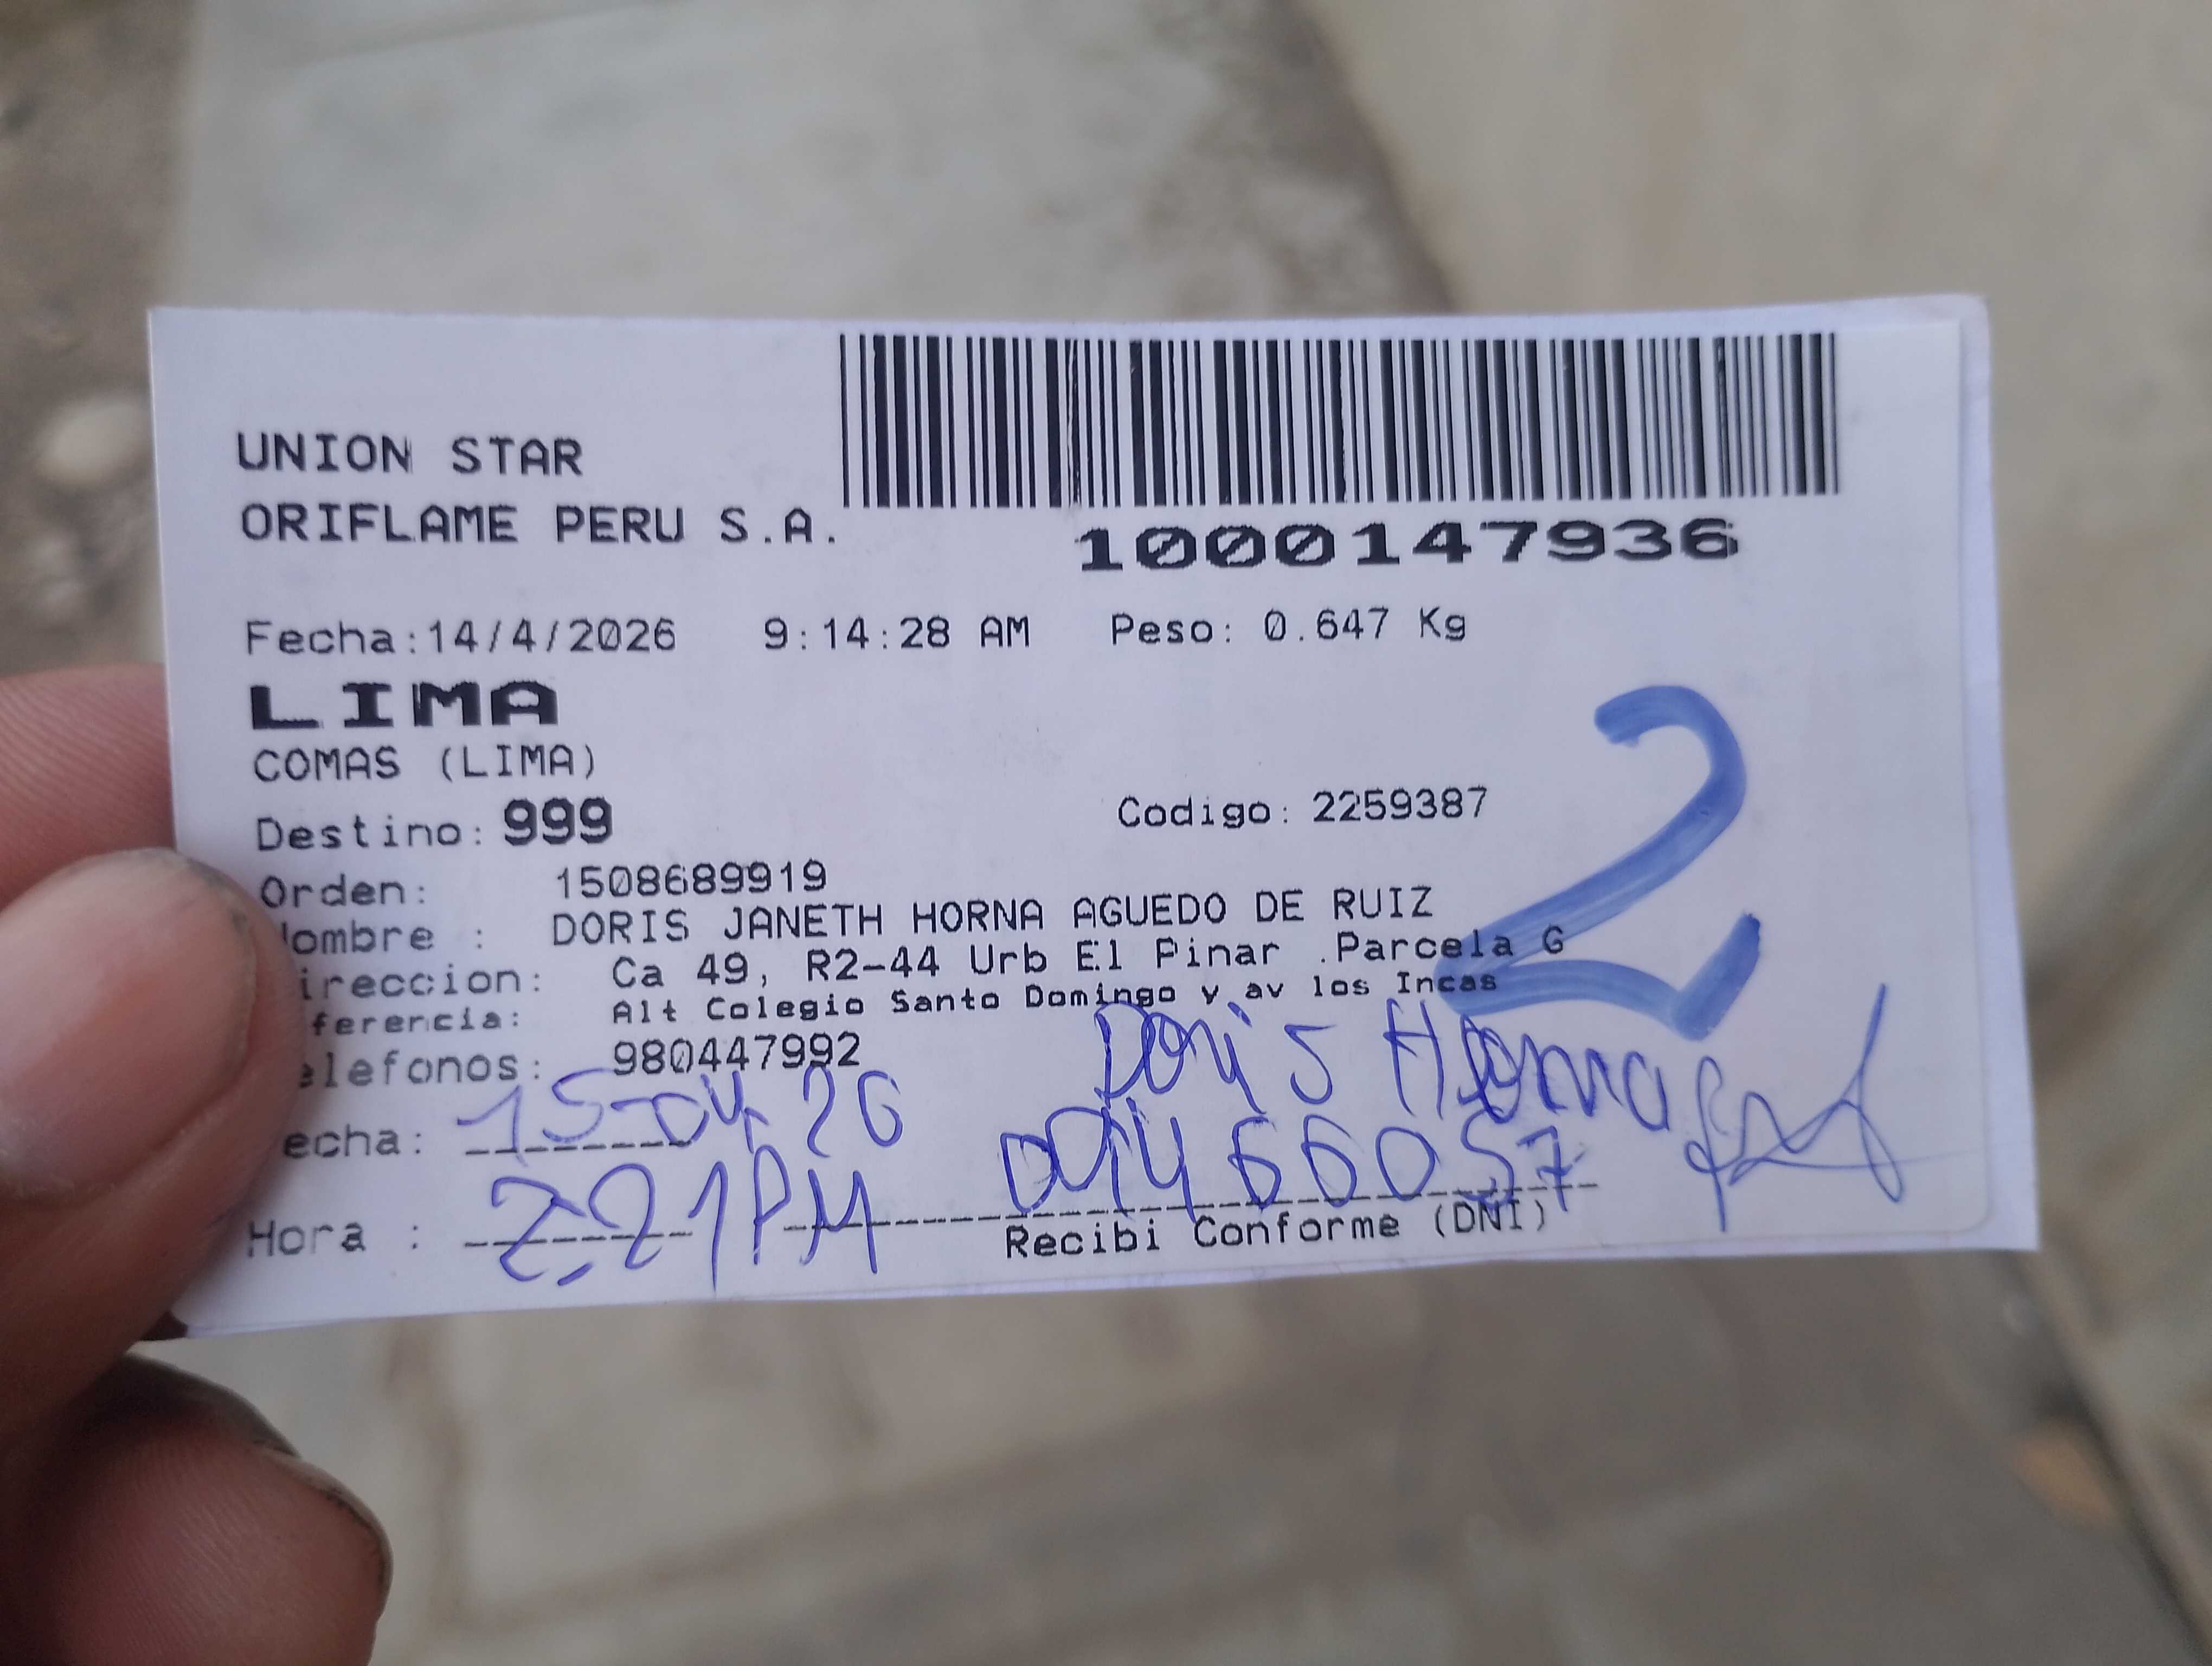 UNION STAR
ORIFLAME PERU S.A.
1000147936
Fecha:14/4/2026 9:14:28 AM Peso: 0.647 Kg
LIMA
COMAS (LIMA)
Destino: 999 Codigo: 2259387
2
Orden: 1508689919
ombre : DORIS JANETH HORNA AGUEDO DE RUIZ
ireccion: Ca 49, R2-44 Urb El Pinar .Parcela G
ferencia: Alt Colegio Santo Domingo y av los Incas
elefonos: 980447992
Doris Horna
echa: 15-04-26
Hora : 2:21PM
Recibi Conforme (DNI)